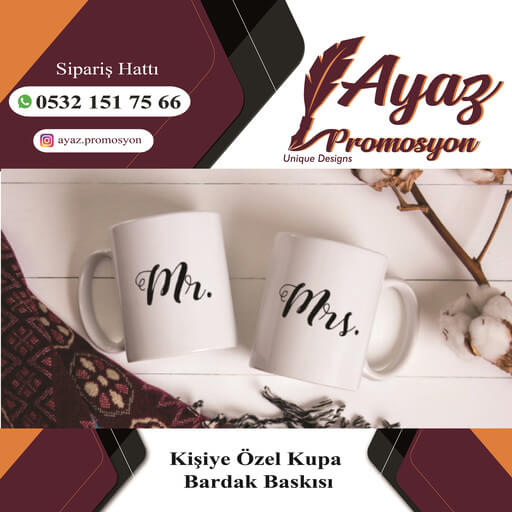 Sipariş Hattı
0532 151 75 66
ayaz.promosyon
Ayaz
Promosyon
Unique Designs
Mr.
Mrs.
Kişiye Özel Kupa
Bardak Baskısı